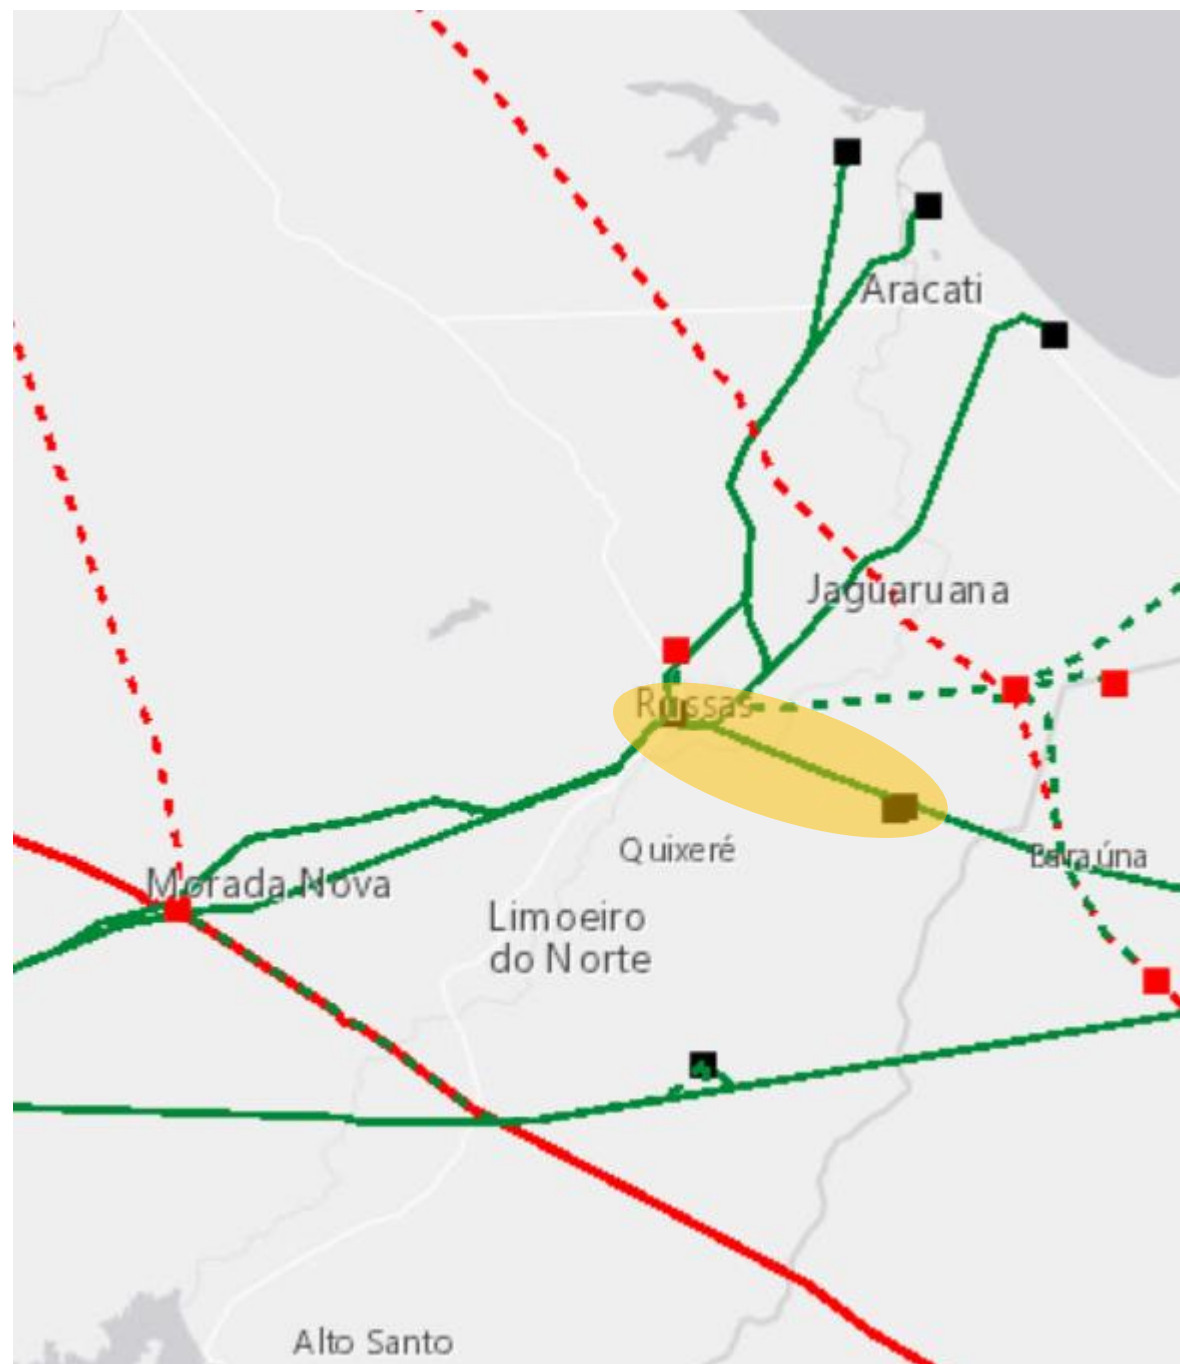 Aracati
Jaguaruana
Russas
Quixeré
Baraúna
Morada Nova
Limoeiro
do Norte
Alto Santo